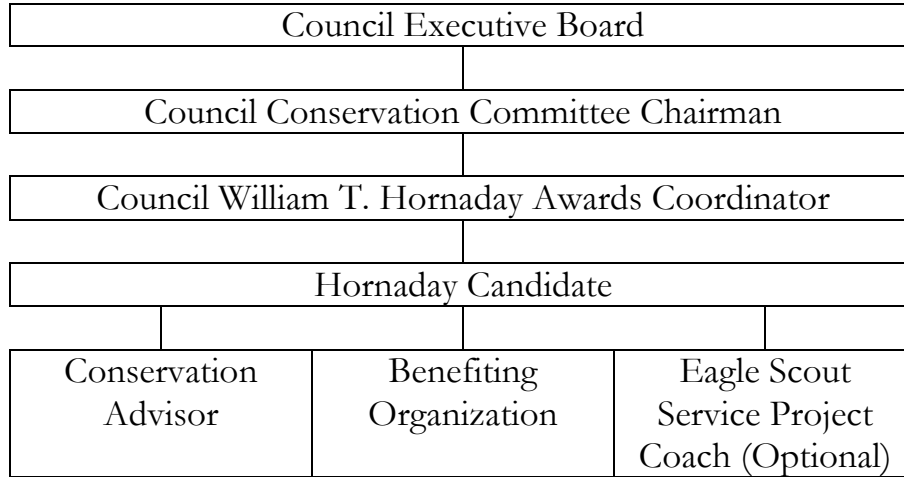 Council Executive Board
Council Conservation Committee Chairman
Council William T. Hornaday Awards Coordinator
Hornaday Candidate
Conservation
Advisor
Benefiting
Organization
Eagle Scout
Service Project
Coach (Optional)